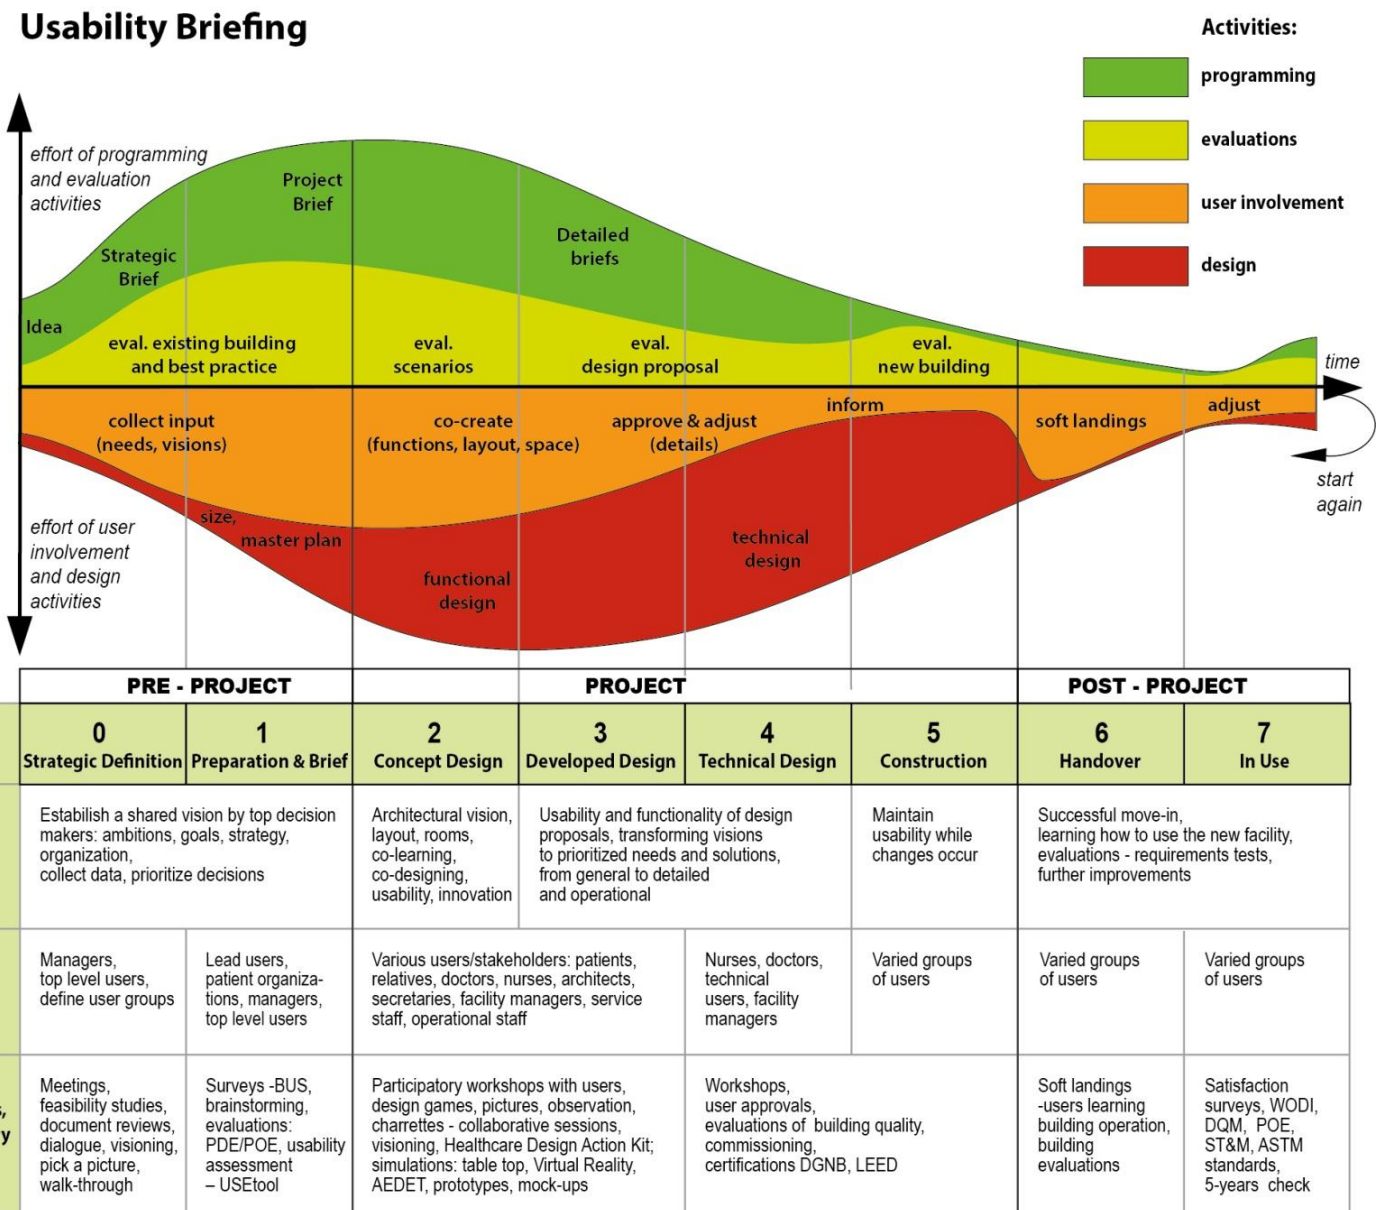 Usability Briefing
Activities:
programming
evaluations
user involvement
design
effort of programming
and evaluation
activities
Project
Brief
Strategic
Brief
Detailed
briefs
Idea
eval. existing building
and best practice
eval.
scenarios
eval.
design proposal
eval.
new building
time
collect input
(needs, visions)
co-create
(functions, layout, space)
approve & adjust
(details)
inform
soft landings
adjust
start
again
effort of user
involvement
and design
activities
size,
master plan
functional
design
technical
design
PRE - PROJECT
PROJECT
POST - PROJECT
0
Strategic Definition
1
Preparation & Brief
2
Concept Design
3
Developed Design
4
Technical Design
5
Construction
6
Handover
7
In Use
Establish a shared vision by top decision
makers: ambitions, goals, strategy,
organization,
collect data, prioritize decisions
Architectural vision,
layout, rooms,
co-learning,
co-designing,
usability, innovation
Usability and functionality of design
proposals, transforming visions
to prioritized needs and solutions,
from general to detailed
and operational
Maintain
usability while
changes occur
Successful move-in,
learning how to use the new facility,
evaluations - requirements tests,
further improvements
Managers,
top level users,
define user groups
Lead users,
patient organiza-
tions, managers,
top level users
Various users/stakeholders: patients,
relatives, doctors, nurses, architects,
secretaries, facility managers, service
staff, operational staff
Nurses, doctors,
technical
users, facility
managers
Varied groups
of users
Varied groups
of users
Varied groups
of users
Meetings,
feasibility studies,
document reviews,
dialogue, visioning,
pick a picture,
walk-through
Surveys -BUS,
brainstorming,
evaluations:
PDE/POE, usability
assessment
– USEtool
Participatory workshops with users,
design games, pictures, observation,
charrettes - collaborative sessions,
visioning, Healthcare Design Action Kit;
simulations: table top, Virtual Reality,
AEDET, prototypes, mock-ups
Workshops,
user approvals,
evaluations of building quality,
commissioning,
certifications DGNB, LEED
Soft landings
-users learning
building operation,
building
evaluations
Satisfaction
surveys, WODI,
DQM, POE,
ST&M, ASTM
standards,
5-years check